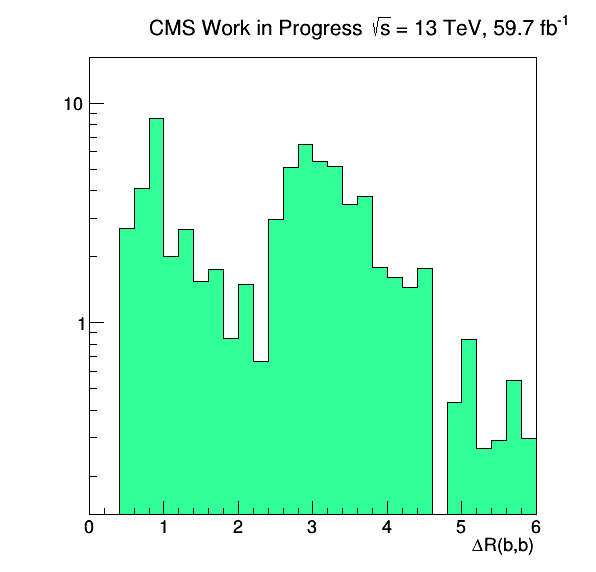 CMS Work in Progress √s = 13 TeV, 59.7 fb⁻¹
10
1
0 1 2 3 4 5 6
ΔR(b,b)